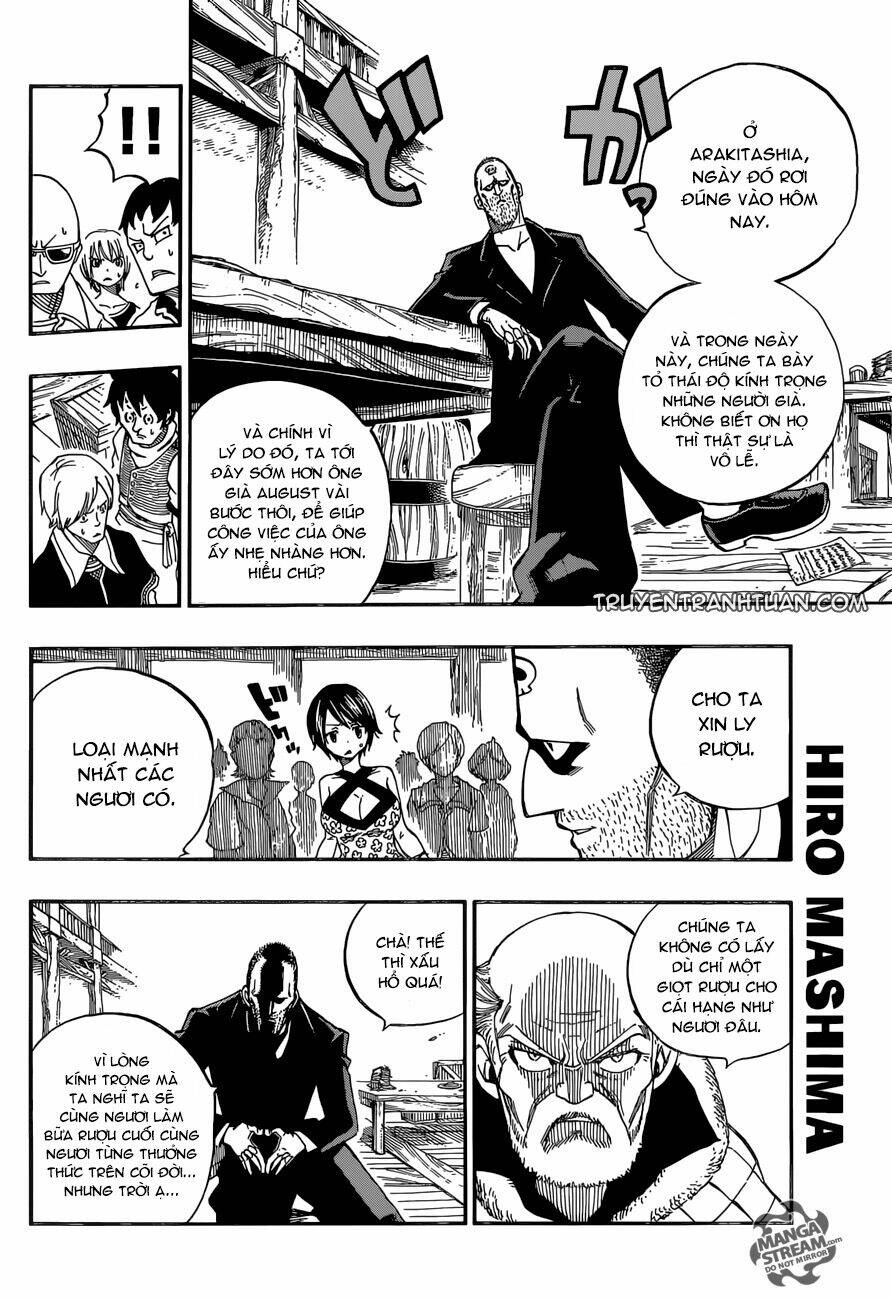 Ở
ARAKITASHIA,
NGÀY ĐÓ RƠI
ĐÚNG VÀO HÔM
NAY.
VÀ TRONG NGÀY
NÀY, CHÚNG TA BÀY
TỎ THÁI ĐỘ KÍNH TRỌNG
NHỮNG NGƯỜI GIÀ.
KHÔNG BIẾT ƠN HỌ
THÌ THẬT SỰ LÀ
VÔ LỄ.
ドカッ
VÀ CHÍNH VÌ
LÝ DO ĐÓ, TA TỚI
ĐÂY SỚM HƠN ÔNG
GIÀ AUGUST VÀI
BƯỚC THÔI, ĐỂ GIÚP
CÔNG VIỆC CỦA ÔNG
ẤY NHẸ NHÀNG HƠN.
HIỂU CHỨ?
!!
TRUYENTRANHTUAN.COM
CHO TA
XIN LY
RƯỢU.
LOẠI MẠNH
NHẤT CÁC
NGƯƠI CÓ.
HIRO MASHIMA
CHÚNG TA
KHÔNG CÓ LẤY
DÙ CHỈ MỘT
GIỌT RƯỢU CHO
CÁI HẠNG NHƯ
NGƯƠI ĐÂU.
CHÀ! THẾ
THÌ XẤU
HỔ QUÁ!
VÌ LÒNG
KÍNH TRỌNG MÀ
TA NGHĨ TA SẼ
CÙNG NGƯƠI LÀM
BỮA RƯỢU CUỐI CÙNG
NGƯƠI TỪNG THƯỞNG
THỨC TRÊN CÕI ĐỜI...
NHƯNG TRỜI Ạ...
MANGA
STREAM.com
DO NOT MIRROR